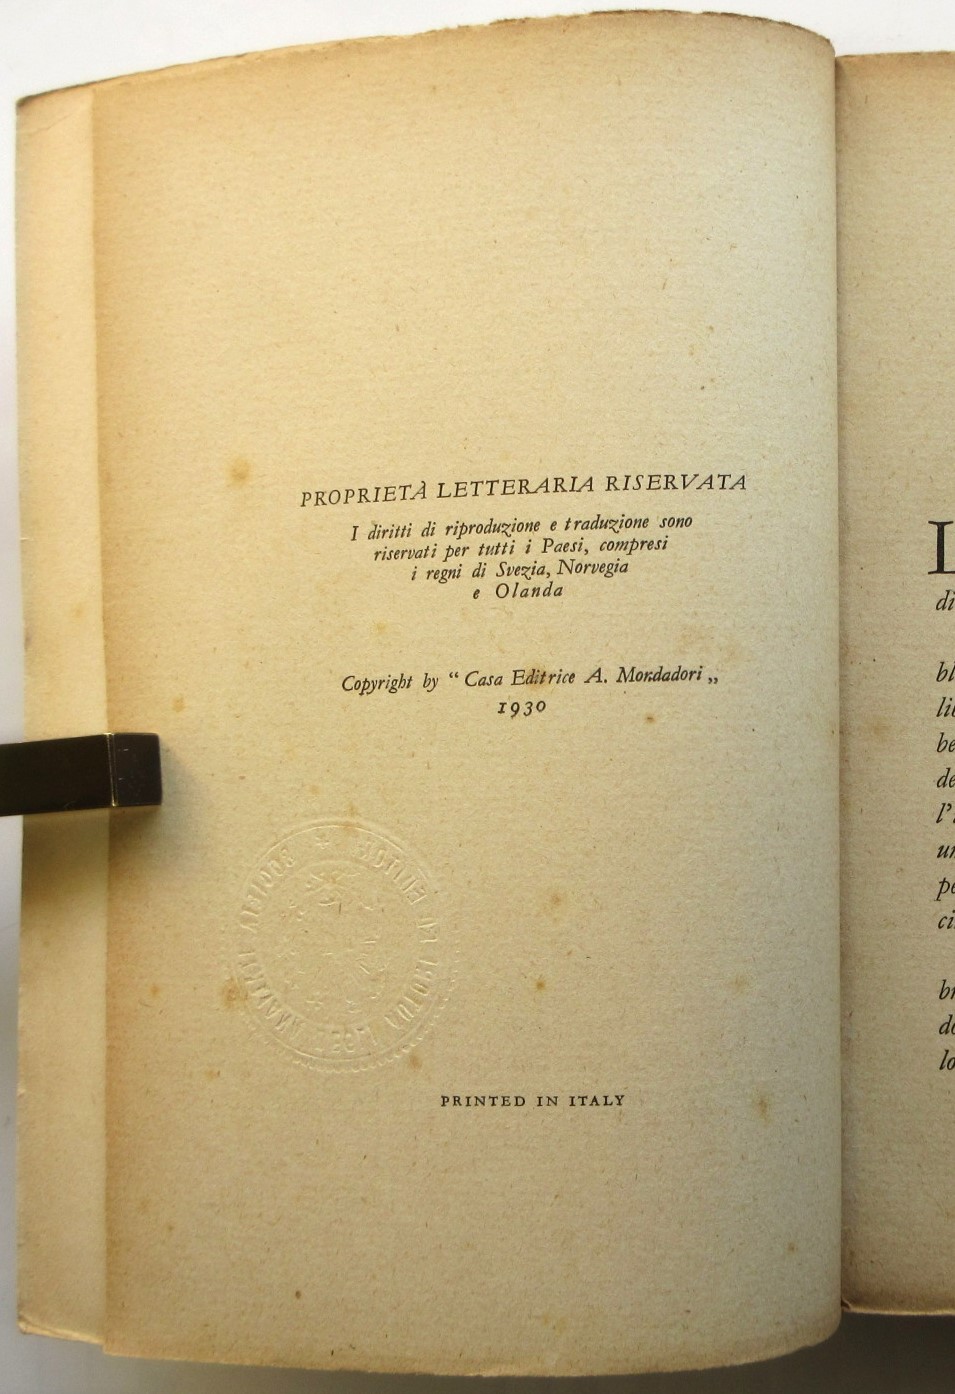 PROPRIETÀ LETTERARIA RISERVATA
I diritti di riproduzione e traduzione sono
riservati per tutti i Paesi, compresi
i regni di Svezia, Norvegia
e Olanda
Copyright by “ Casa Editrice A. Mondadori „
1930
PRINTED IN ITALY
di